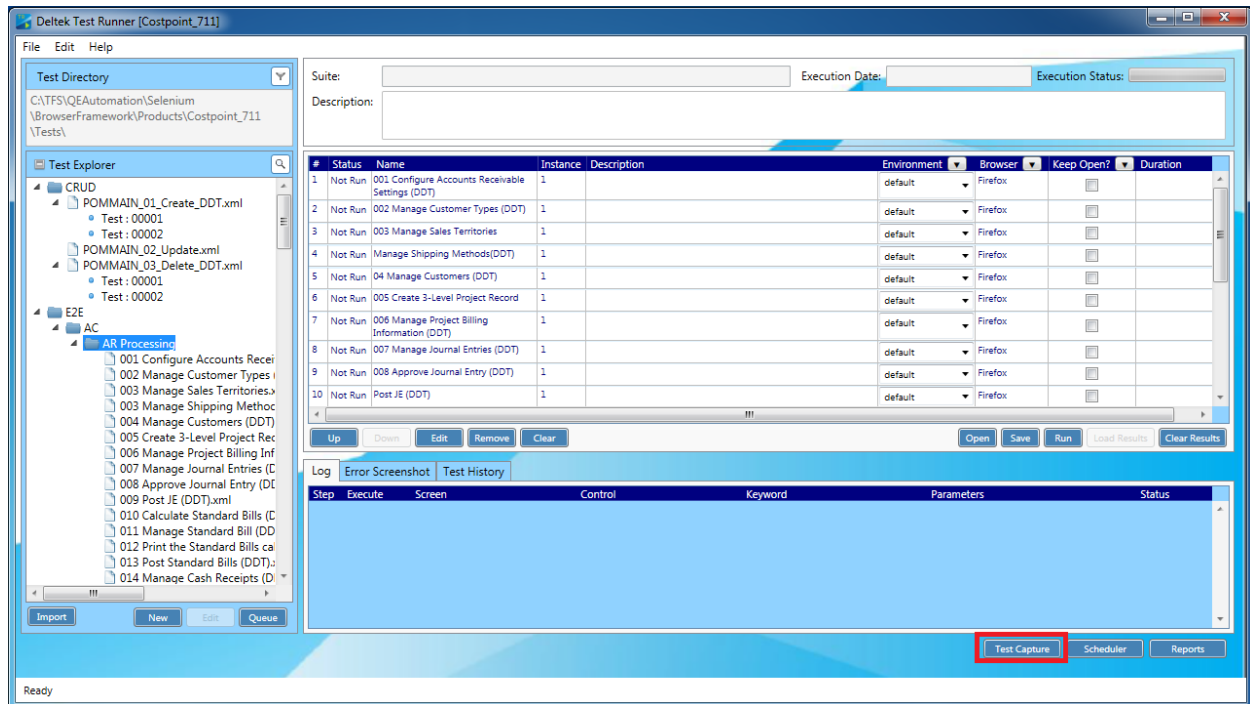 Deltek Test Runner [Costpoint_711]
File Edit Help
Test Directory
C:\TFS\QEAutomation\Selenium
\BrowserFramework\Products\Costpoint_711
\Tests\
Suite: Execution Date: Execution Status:
Description:
Test Explorer
CRUD
POMMAIN_01_Create_DDT.xml
Test : 00001
Test : 00002
POMMAIN_02_Update.xml
POMMAIN_03_Delete_DDT.xml
Test : 00001
Test : 00002
E2E
AC
AR Processing
001 Configure Accounts Recei
002 Manage Customer Types
003 Manage Sales Territories.x
003 Manage Shipping Method
004 Manage Customers (DDT)
005 Create 3-Level Project Rec
006 Manage Project Billing Inf
007 Manage Journal Entries (D
008 Approve Journal Entry (DD
009 Post JE (DDT).xml
010 Calculate Standard Bills (D
011 Manage Standard Bill (DD
012 Print the Standard Bills ca
013 Post Standard Bills (DDT).x
014 Manage Cash Receipts (D
Import New Edit Queue
# Status Name Instance Description Environment Browser Keep Open? Duration
1 Not Run 001 Configure Accounts Receivable 1 default Firefox
Settings (DDT)
2 Not Run 002 Manage Customer Types (DDT) 1 default Firefox
3 Not Run 003 Manage Sales Territories 1 default Firefox
4 Not Run Manage Shipping Methods(DDT) 1 default Firefox
5 Not Run 04 Manage Customers (DDT) 1 default Firefox
6 Not Run 005 Create 3-Level Project Record 1 default Firefox
7 Not Run 006 Manage Project Billing 1 default Firefox
Information (DDT)
8 Not Run 007 Manage Journal Entries (DDT) 1 default Firefox
9 Not Run 008 Approve Journal Entry (DDT) 1 default Firefox
10 Not Run Post JE (DDT) 1 default Firefox
Up Down Edit Remove Clear Open Save Run Load Results Clear Results
Log Error Screenshot Test History
Step Execute Screen Control Keyword Parameters Status
Test Capture Scheduler Reports
Ready